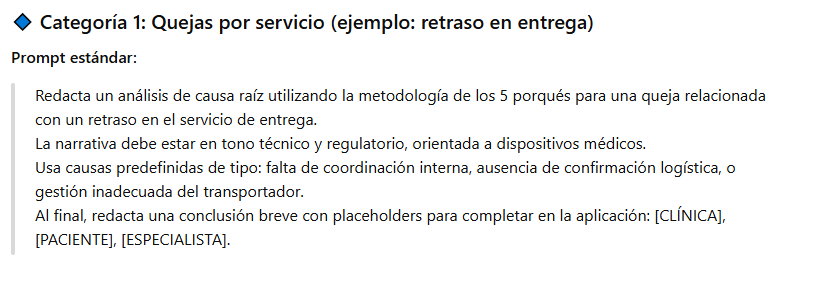 🔷 Categoría 1: Quejas por servicio (ejemplo: retraso en entrega)
Prompt estándar:
Redacta un análisis de causa raíz utilizando la metodología de los 5 porqués para una queja relacionada
con un retraso en el servicio de entrega.
La narrativa debe estar en tono técnico y regulatorio, orientada a dispositivos médicos.
Usa causas predefinidas de tipo: falta de coordinación interna, ausencia de confirmación logística, o
gestión inadecuada del transportador.
Al final, redacta una conclusión breve con placeholders para completar en la aplicación: [CLÍNICA],
[PACIENTE], [ESPECIALISTA].